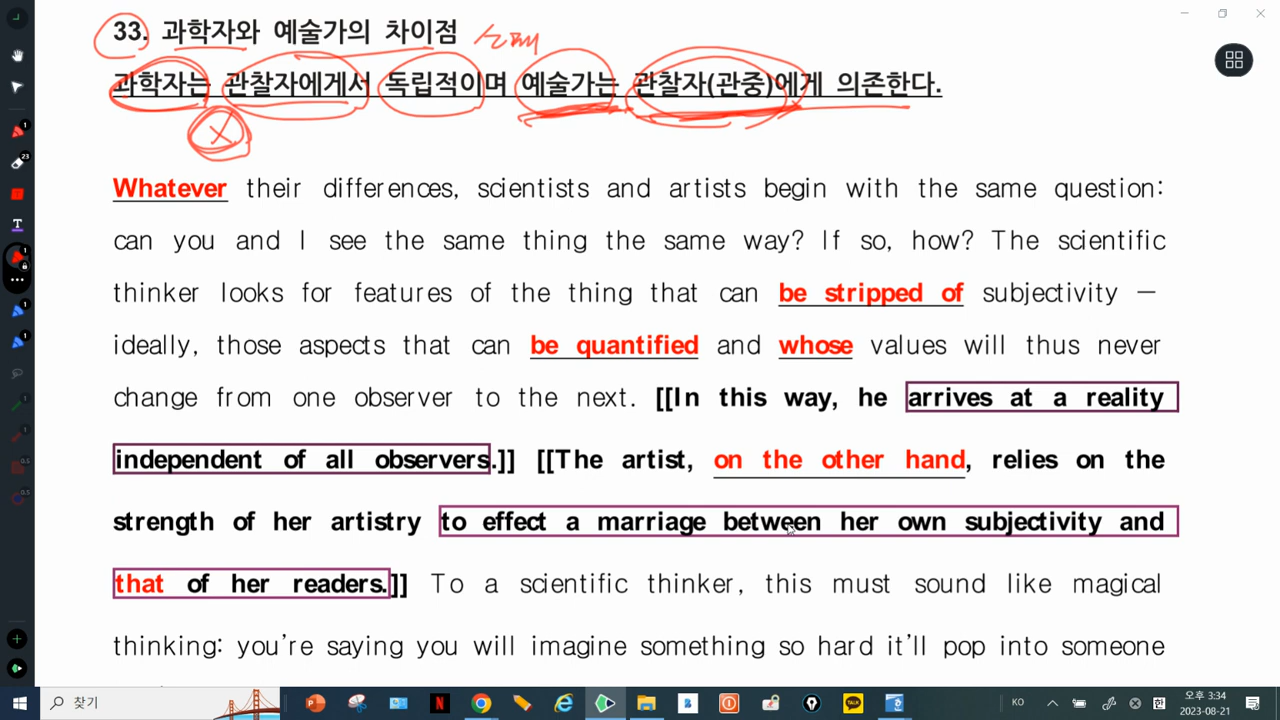 33. 과학자와 예술가의 차이점 소재
과학자는 관찰자에게서 독립적이며 예술가는 관찰자(관중)에게 의존한다.
Whatever their differences, scientists and artists begin with the same question:
can you and I see the same thing the same way? If so, how? The scientific
thinker looks for features of the thing that can be stripped of subjectivity —
ideally, those aspects that can be quantified and whose values will thus never
change from one observer to the next. [[In this way, he arrives at a reality
independent of all observers.]] [[The artist, on the other hand, relies on the
strength of her artistry to effect a marriage between her own subjectivity and
that of her readers.]] To a scientific thinker, this must sound like magical
thinking: you're saying you will imagine something so hard it'll pop into someone
찾기
KO
오후 3:34
2023-08-21